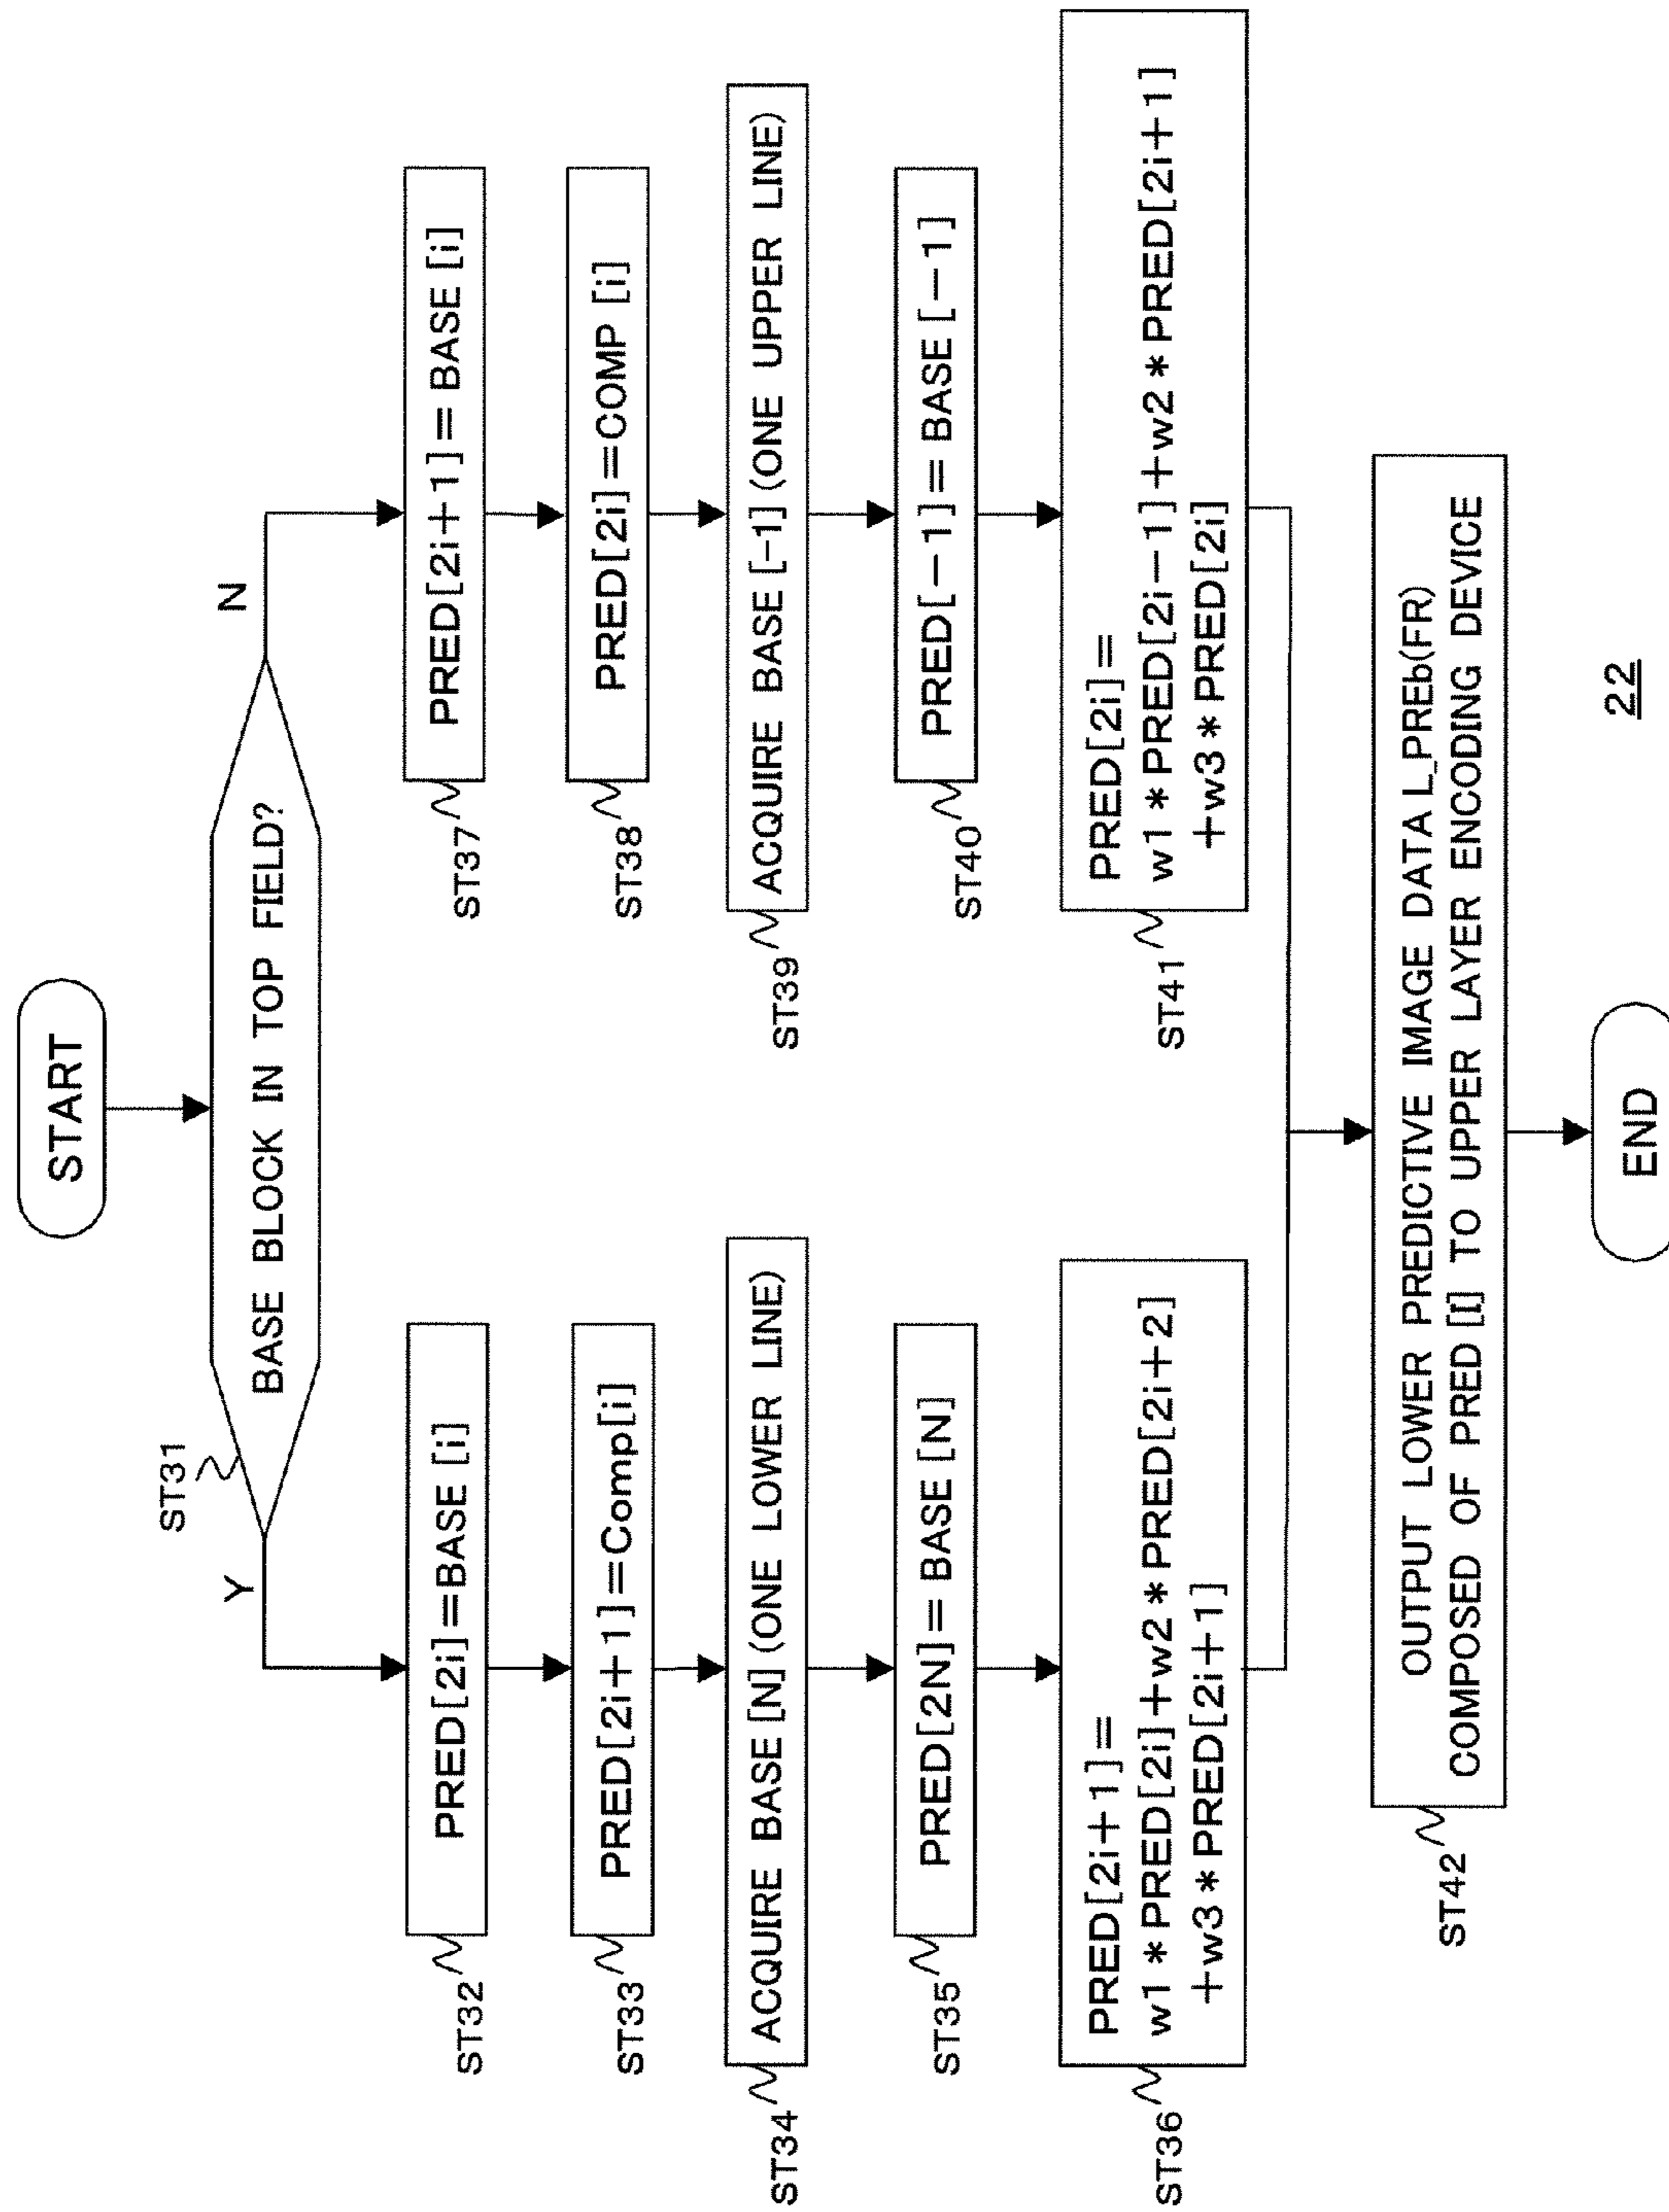 START
ST31
BASE BLOCK IN TOP FIELD?
Y
N
ST32
PRED[2i]=BASE [i]
ST33
PRED[2i+1]=Comp[i]
ST34
ACQUIRE BASE [N] (ONE LOWER LINE)
ST35
PRED[2N]=BASE [N]
ST36
PRED[2i+1]=
w1*PRED[2i]+w2*PRED[2i+2]
+w3*PRED[2i+1]
ST37
PRED[2i+1]=BASE [i]
ST38
PRED[2i]=COMP [i]
ST39
ACQUIRE BASE [-1] (ONE UPPER LINE)
ST40
PRED[-1]=BASE [-1]
ST41
PRED[2i]=
w1*PRED[2i-1]+w2*PRED[2i+1]
+w3*PRED[2i]
ST42
OUTPUT LOWER PREDICTIVE IMAGE DATA L_PREb(FR)
COMPOSED OF PRED [I] TO UPPER LAYER ENCODING DEVICE
END
22